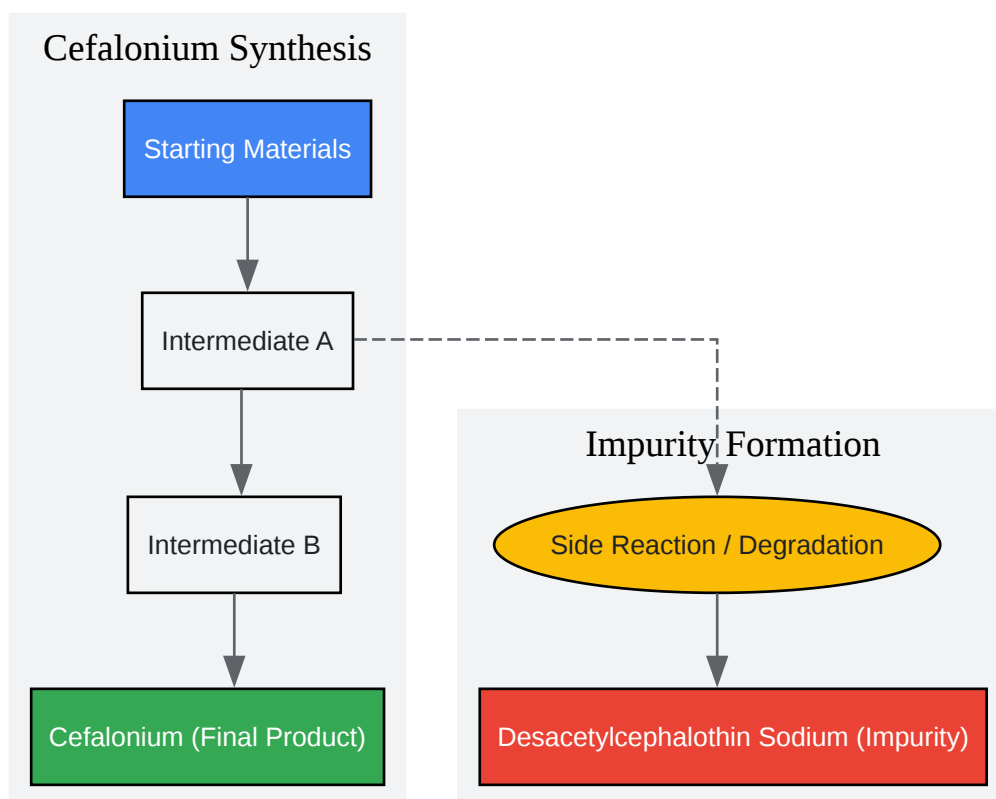 Cefalonium Synthesis
Starting Materials
Intermediate A
Impurity Formation
Intermediate B
Side Reaction / Degradation
Cefalonium (Final Product)
Desacetylcephalothin Sodium (Impurity)